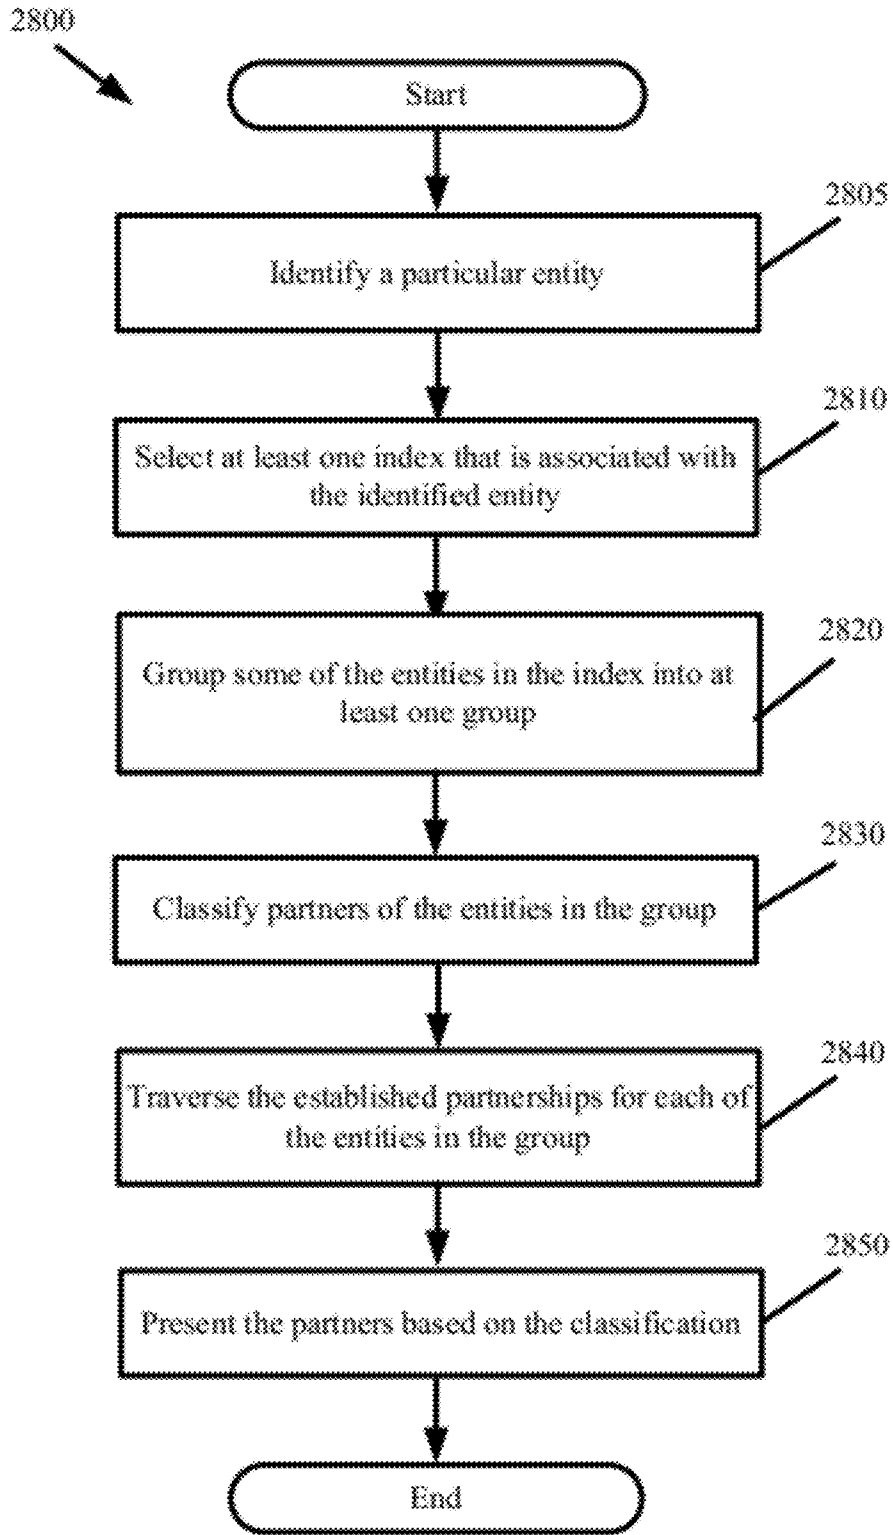 2800
Start
2805
Identify a particular entity
2810
Select at least one index that is associated with
the identified entity
2820
Group some of the entities in the index into at
least one group
2830
Classify partners of the entities in the group
2840
Traverse the established partnerships for each of
the entities in the group
2850
Present the partners based on the classification
End